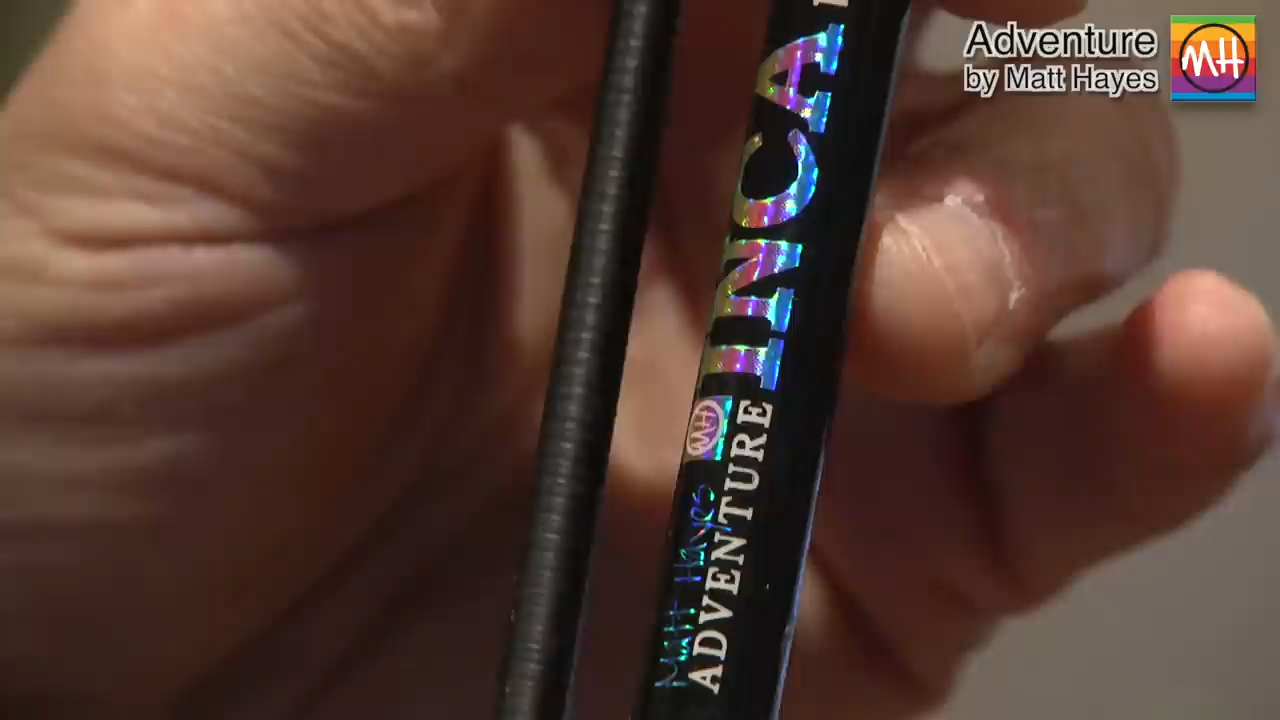 Adventure
by Matt Hayes
MH
INCA
MH
Matt Hayes
ADVENTURE